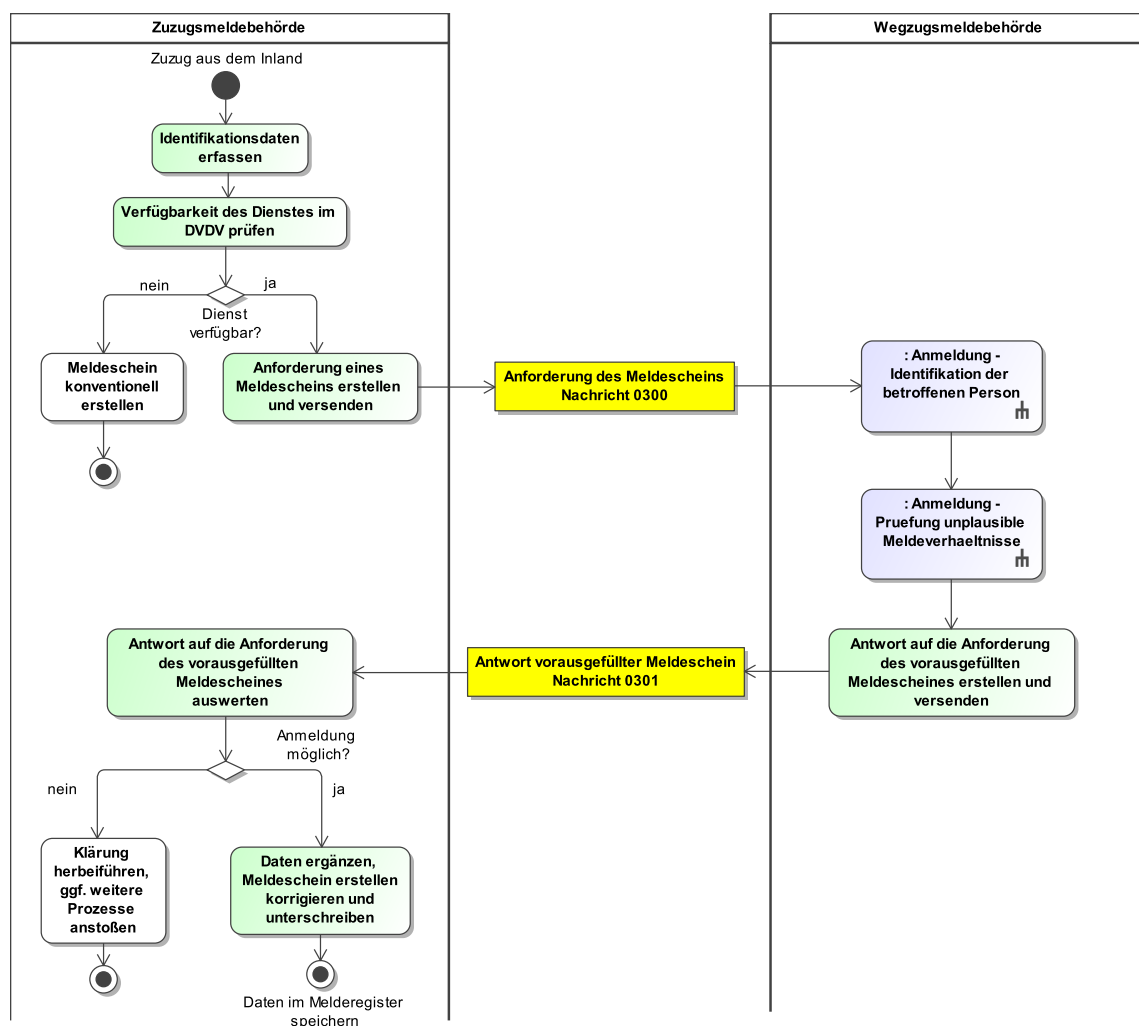 Zuzugsmeldebehörde
Wegzugsmeldebehörde
Zuzug aus dem Inland
Identifikationsdaten
erfassen
Verfügbarkeit des Dienstes im
DVDV prüfen
nein
ja
Dienst
verfügbar?
Meldeschein
konventionell
erstellen
Anforderung eines
Meldescheins erstellen
und versenden
Anforderung des Meldescheins
Nachricht 0300
: Anmeldung -
Identifikation der
betroffenen Person
: Anmeldung -
Pruefung unplausible
Meldeverhaeltnisse
Antwort auf die Anforderung
des vorausgefüllten
Meldescheines erstellen und
versenden
Antwort vorausgefüllter Meldeschein
Nachricht 0301
Antwort auf die Anforderung
des vorausgefüllten
Meldescheines
auswerten
Anmeldung
möglich?
nein
ja
Klärung
herbeiführen,
ggf. weitere
Prozesse
anstoßen
Daten ergänzen,
Meldeschein erstellen
korrigieren und
unterschreiben
Daten im Melderegister
speichern